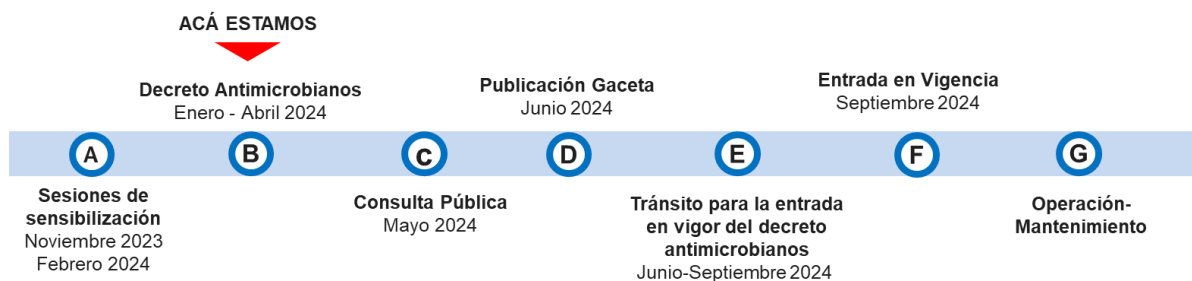 ACÁ ESTAMOS
Decreto Antimicrobianos
Enero - Abril 2024
Publicación Gaceta
Junio 2024
Entrada en Vigencia
Septiembre 2024
A
B
c
D
E
F
G
Sesiones de
sensibilización
Noviembre 2023
Febrero 2024
Consulta Pública
Mayo 2024
Tránsito para la entrada
en vigor del decreto
antimicrobianos
Junio-Septiembre 2024
Operación-
Mantenimiento